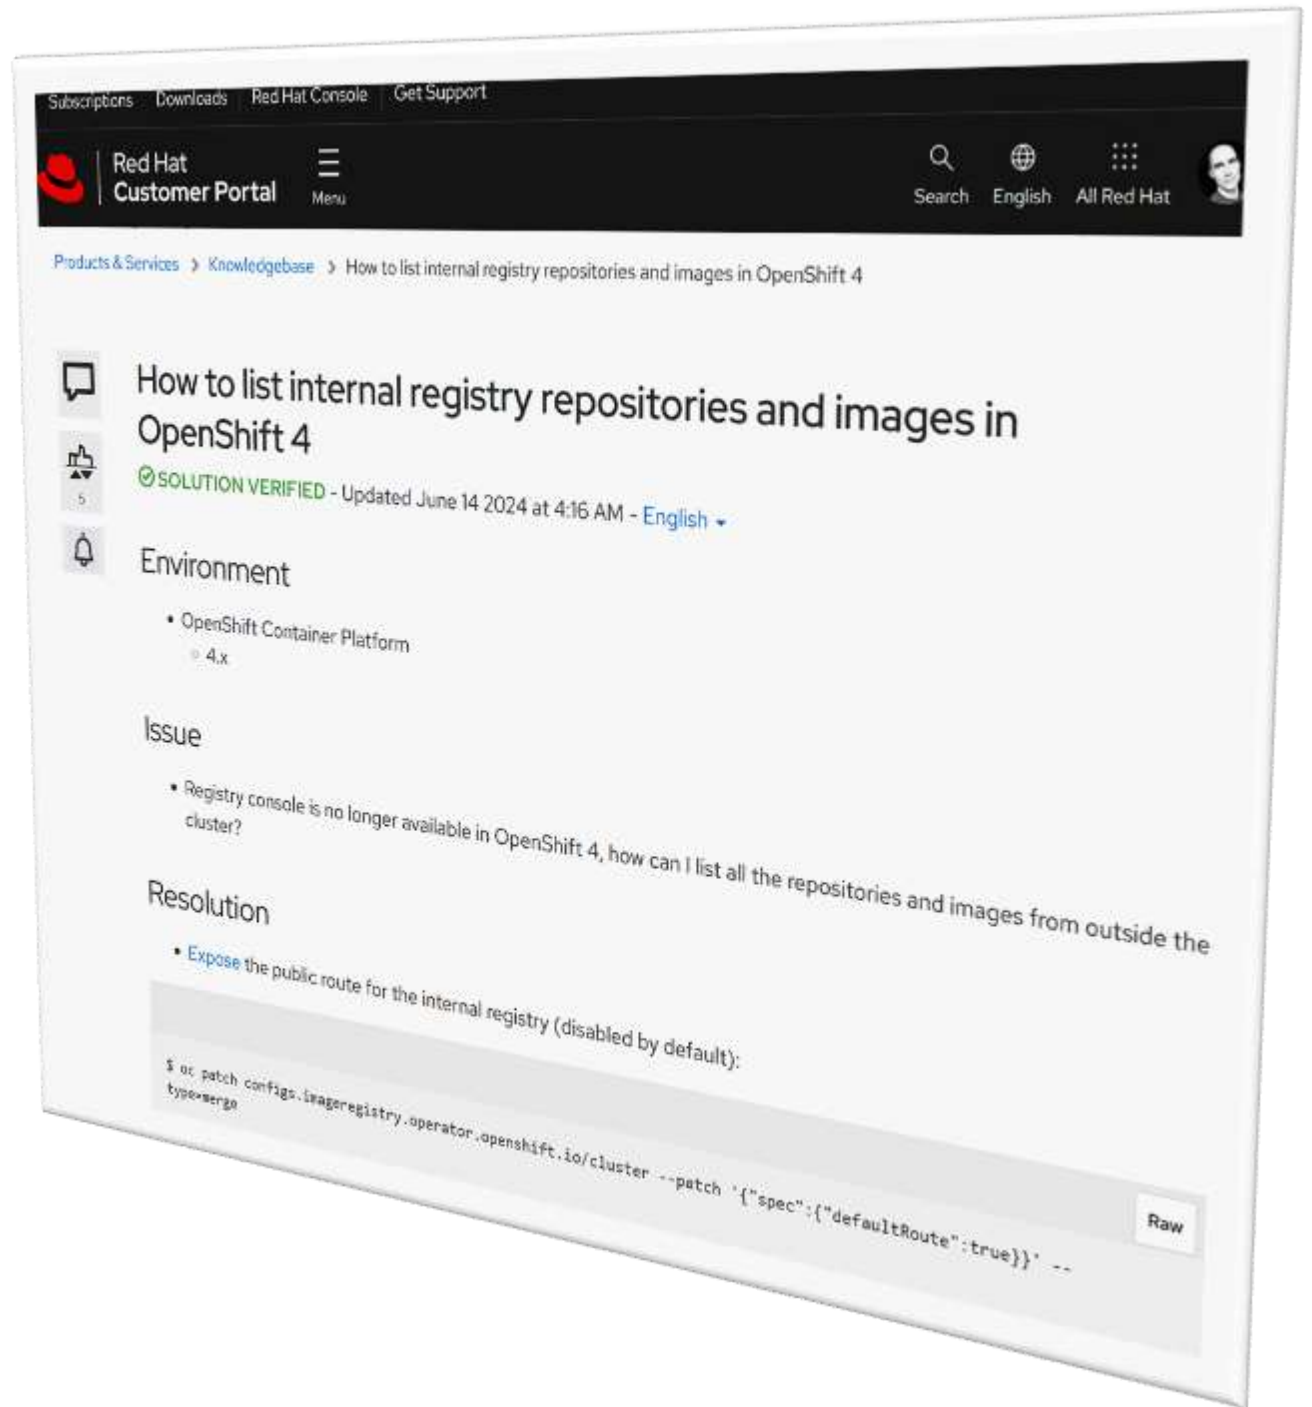 Subscriptions Downloads Red Hat Console Get Support
Red Hat
Customer Portal
Menu
Search English All Red Hat
Products & Services > Knowledgebase > How to list internal registry repositories and images in OpenShift 4
How to list internal registry repositories and images in
OpenShift 4
SOLUTION VERIFIED - Updated June 14 2024 at 4:16 AM - English
5
Environment
• OpenShift Container Platform
○ 4.x
Issue
• Registry console is no longer available in OpenShift 4, how can I list all the repositories and images from outside the
cluster?
Resolution
• Expose the public route for the internal registry (disabled by default):
Raw
$ oc patch configs.imageregistry.operator.openshift.io/cluster --patch '{"spec":{"defaultRoute":true}}' --
type=merge